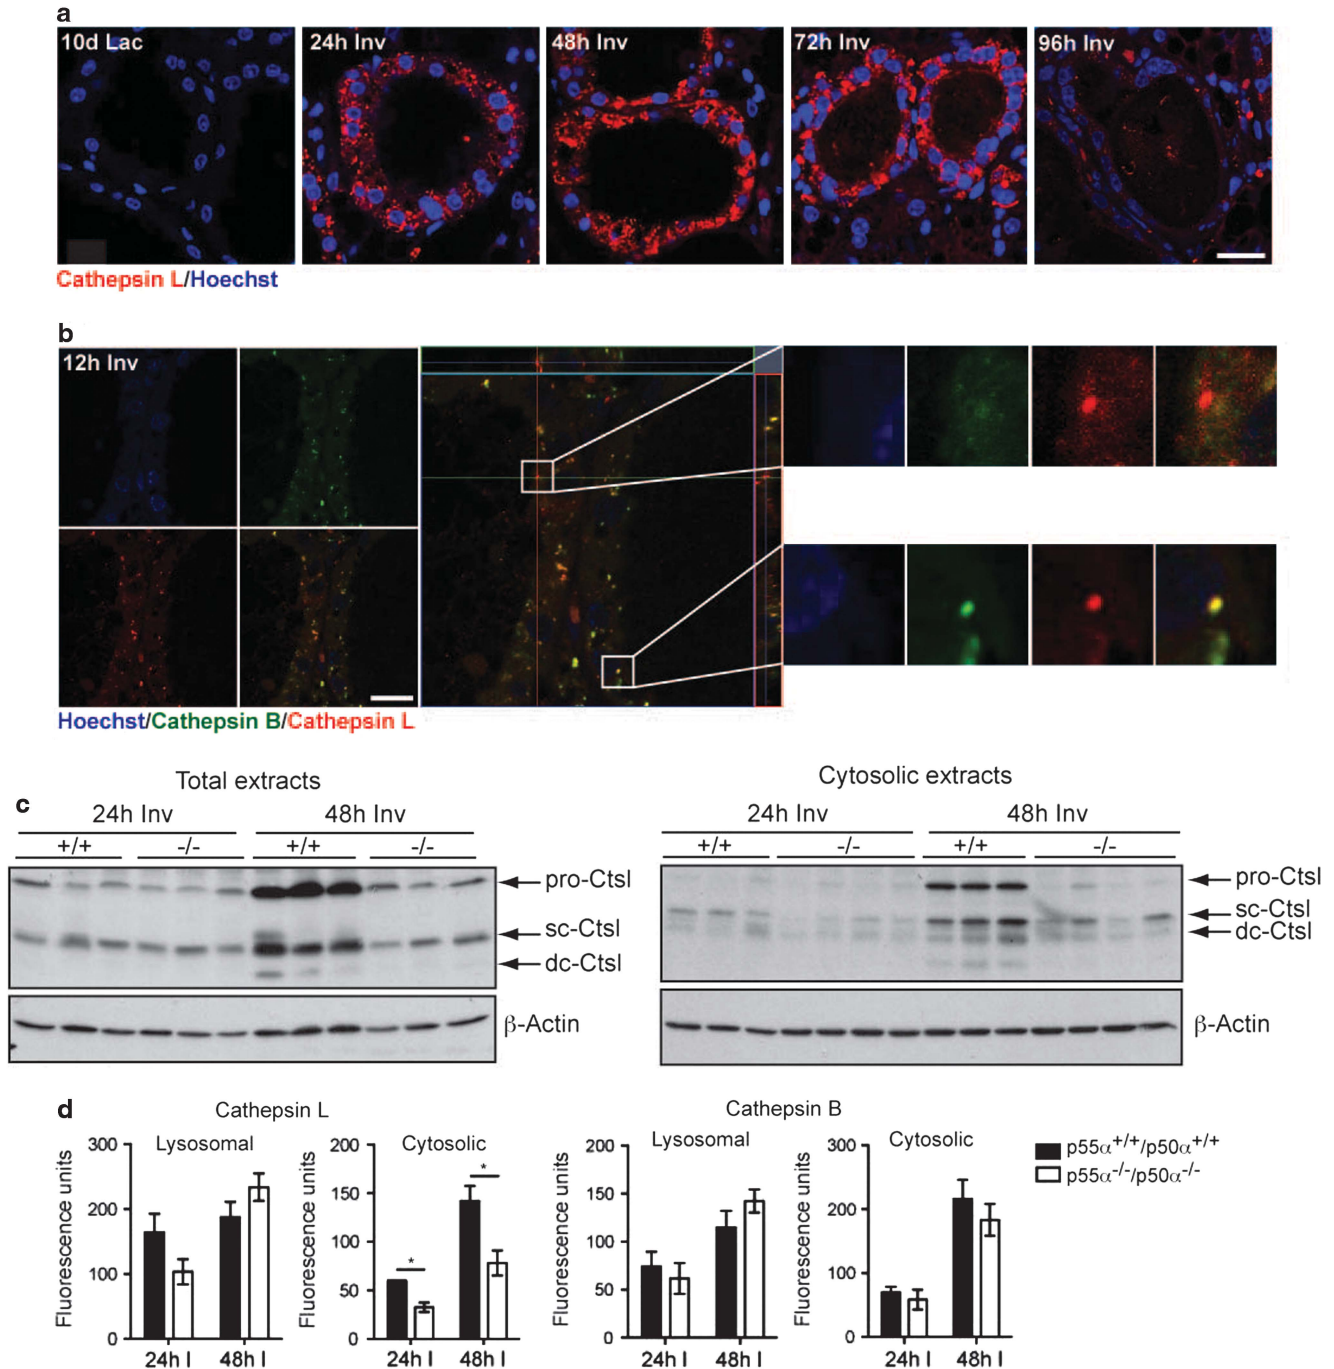 a
10d Lac 24h Inv 48h Inv 72h Inv 96h Inv
Cathepsin L/Hoechst
b
12h Inv
Hoechst/Cathepsin B/Cathepsin L
c
Total extracts
24h Inv 48h Inv
+/+ -/- +/+ -/-
pro-Ctsl
sc-Ctsl
dc-Ctsl
β-Actin
Cytosolic extracts
24h Inv 48h Inv
+/+ -/- +/+ -/-
pro-Ctsl
sc-Ctsl
dc-Ctsl
β-Actin
d
Cathepsin L
Lysosomal
Fluorescence units
300
200
100
0
24h I 48h I
Cytosolic
Fluorescence units
200
150
100
50
0
*
*
24h I 48h I
Cathepsin B
Lysosomal
Fluorescence units
200
150
100
50
0
24h I 48h I
Cytosolic
Fluorescence units
300
200
100
0
24h I 48h I
p55α+/+/p50α+/+
p55α-/-/p50α-/-